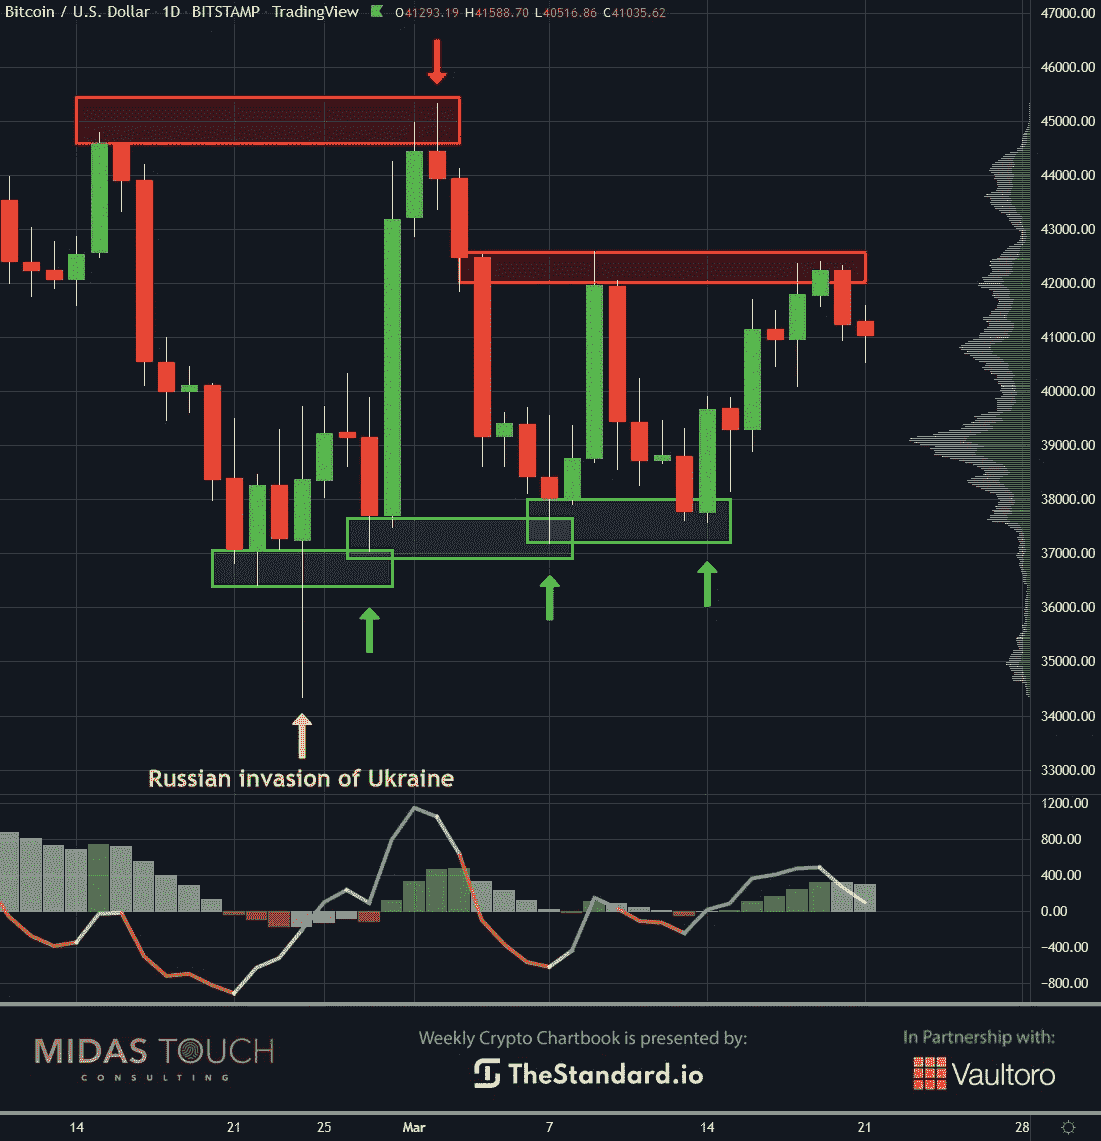 Bitcoin / U.S. Dollar 1D BITSTAMP TradingView O41293.19 H41588.70 L40516.86 C41035.62
47000.00
46000.00
45000.00
44000.00
43000.00
42000.00
41000.00
40000.00
39000.00
38000.00
37000.00
36000.00
35000.00
34000.00
33000.00
Russian invasion of Ukraine
1200.00
800.00
400.00
0.00
−400.00
−800.00
MIDAS TOUCH
CONSULTING
Weekly Crypto Chartbook is presented by:
TheStandard.io
In Partnership with:
Vaultoro
14 21 25 Mar 7 14 21 28